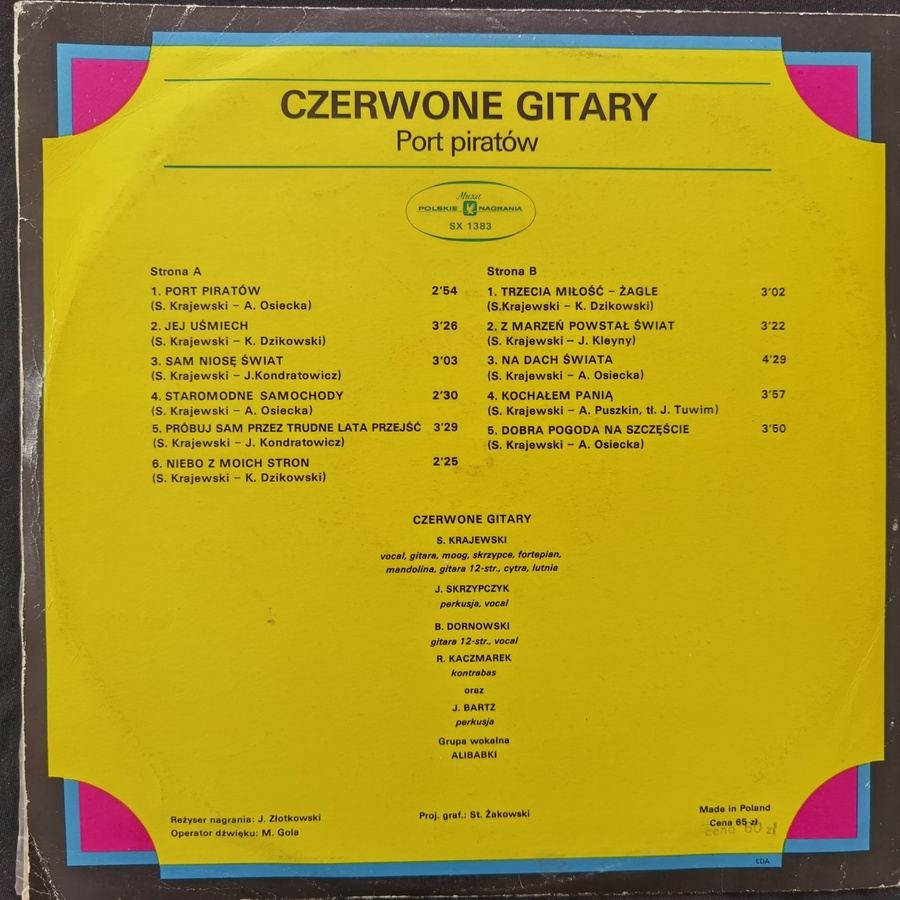 CZERWONE GITARY
Port piratów
Muza
POLSKIE NAGRANIA
SX 1383
Strona A
1. PORT PIRATÓW 2'54
(S. Krajewski – A. Osiecka)
2. JEJ UŚMIECH 3'26
(S. Krajewski – K. Dzikowski)
3. SAM NIOSĘ ŚWIAT 3'03
(S. Krajewski – J.Kondratowicz)
4. STAROMODNE SAMOCHODY 2'30
(S. Krajewski – A. Osiecka)
5. PRÓBUJ SAM PRZEZ TRUDNE LATA PRZEJŚĆ 3'29
(S. Krajewski – J. Kondratowicz)
6. NIEBO Z MOICH STRON 2'25
(S. Krajewski – K. Dzikowski)
Strona B
1. TRZECIA MIŁOŚĆ – ŻAGLE 3'02
(S.Krajewski – K. Dzikowski)
2. Z MARZEŃ POWSTAŁ ŚWIAT 3'22
(S. Krajewski – J. Kleyny)
3. NA DACH ŚWIATA 4'29
(S. Krajewski – A. Osiecka)
4. KOCHAŁEM PANIĄ 3'57
(S. Krajewski – A. Puszkin, tł. J. Tuwim)
5. DOBRA POGODA NA SZCZĘŚCIE 3'50
(S. Krajewski – A. Osiecka)
CZERWONE GITARY
S. KRAJEWSKI
vocal, gitara, moog, skrzypce, fortepian,
mandolina, gitara 12-str., cytra, lutnia
J. SKRZYPCZYK
perkusja, vocal
B. DORNOWSKI
gitara 12-str., vocal
R. KACZMAREK
kontrabas
oraz
J. BARTZ
perkusja
Grupa wokalna
ALIBABKI
Reżyser nagrania: J. Złotkowski
Operator dźwięku: M. Gola
Proj. graf.: St. Żakowski
Made in Poland
Cena 65 zł
cena 60 zł
ŁDA